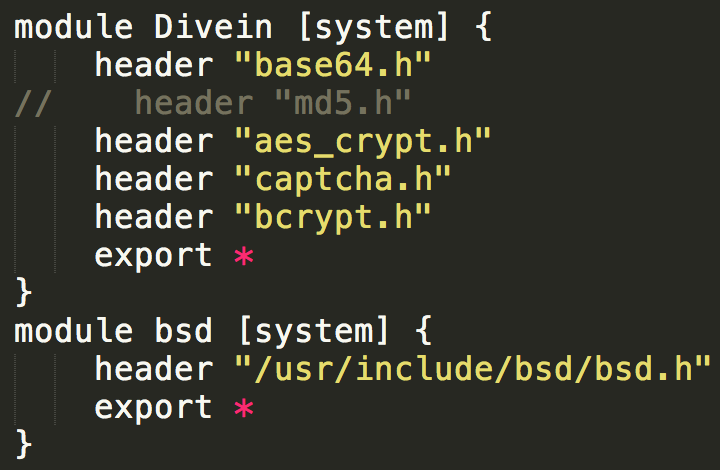 module Divein [system] {
    header "base64.h"
//    header "md5.h"
    header "aes_crypt.h"
    header "captcha.h"
    header "bcrypt.h"
    export *
}
module bsd [system] {
    header "/usr/include/bsd/bsd.h"
    export *
}